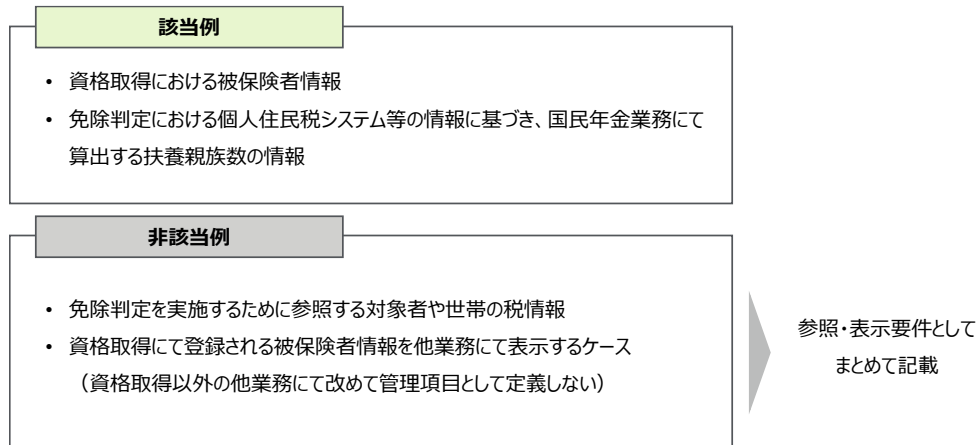 該当例
• 資格取得における被保険者情報
• 免除判定における個人住民税システム等の情報に基づき、国民年金業務にて
算出する扶養親族数の情報
非該当例
• 免除判定を実施するために参照する対象者や世帯の税情報
• 資格取得にて登録される被保険者情報を他業務にて表示するケース
（資格取得以外の他業務にて改めて管理項目として定義しない）
参照・表示要件として
まとめて記載